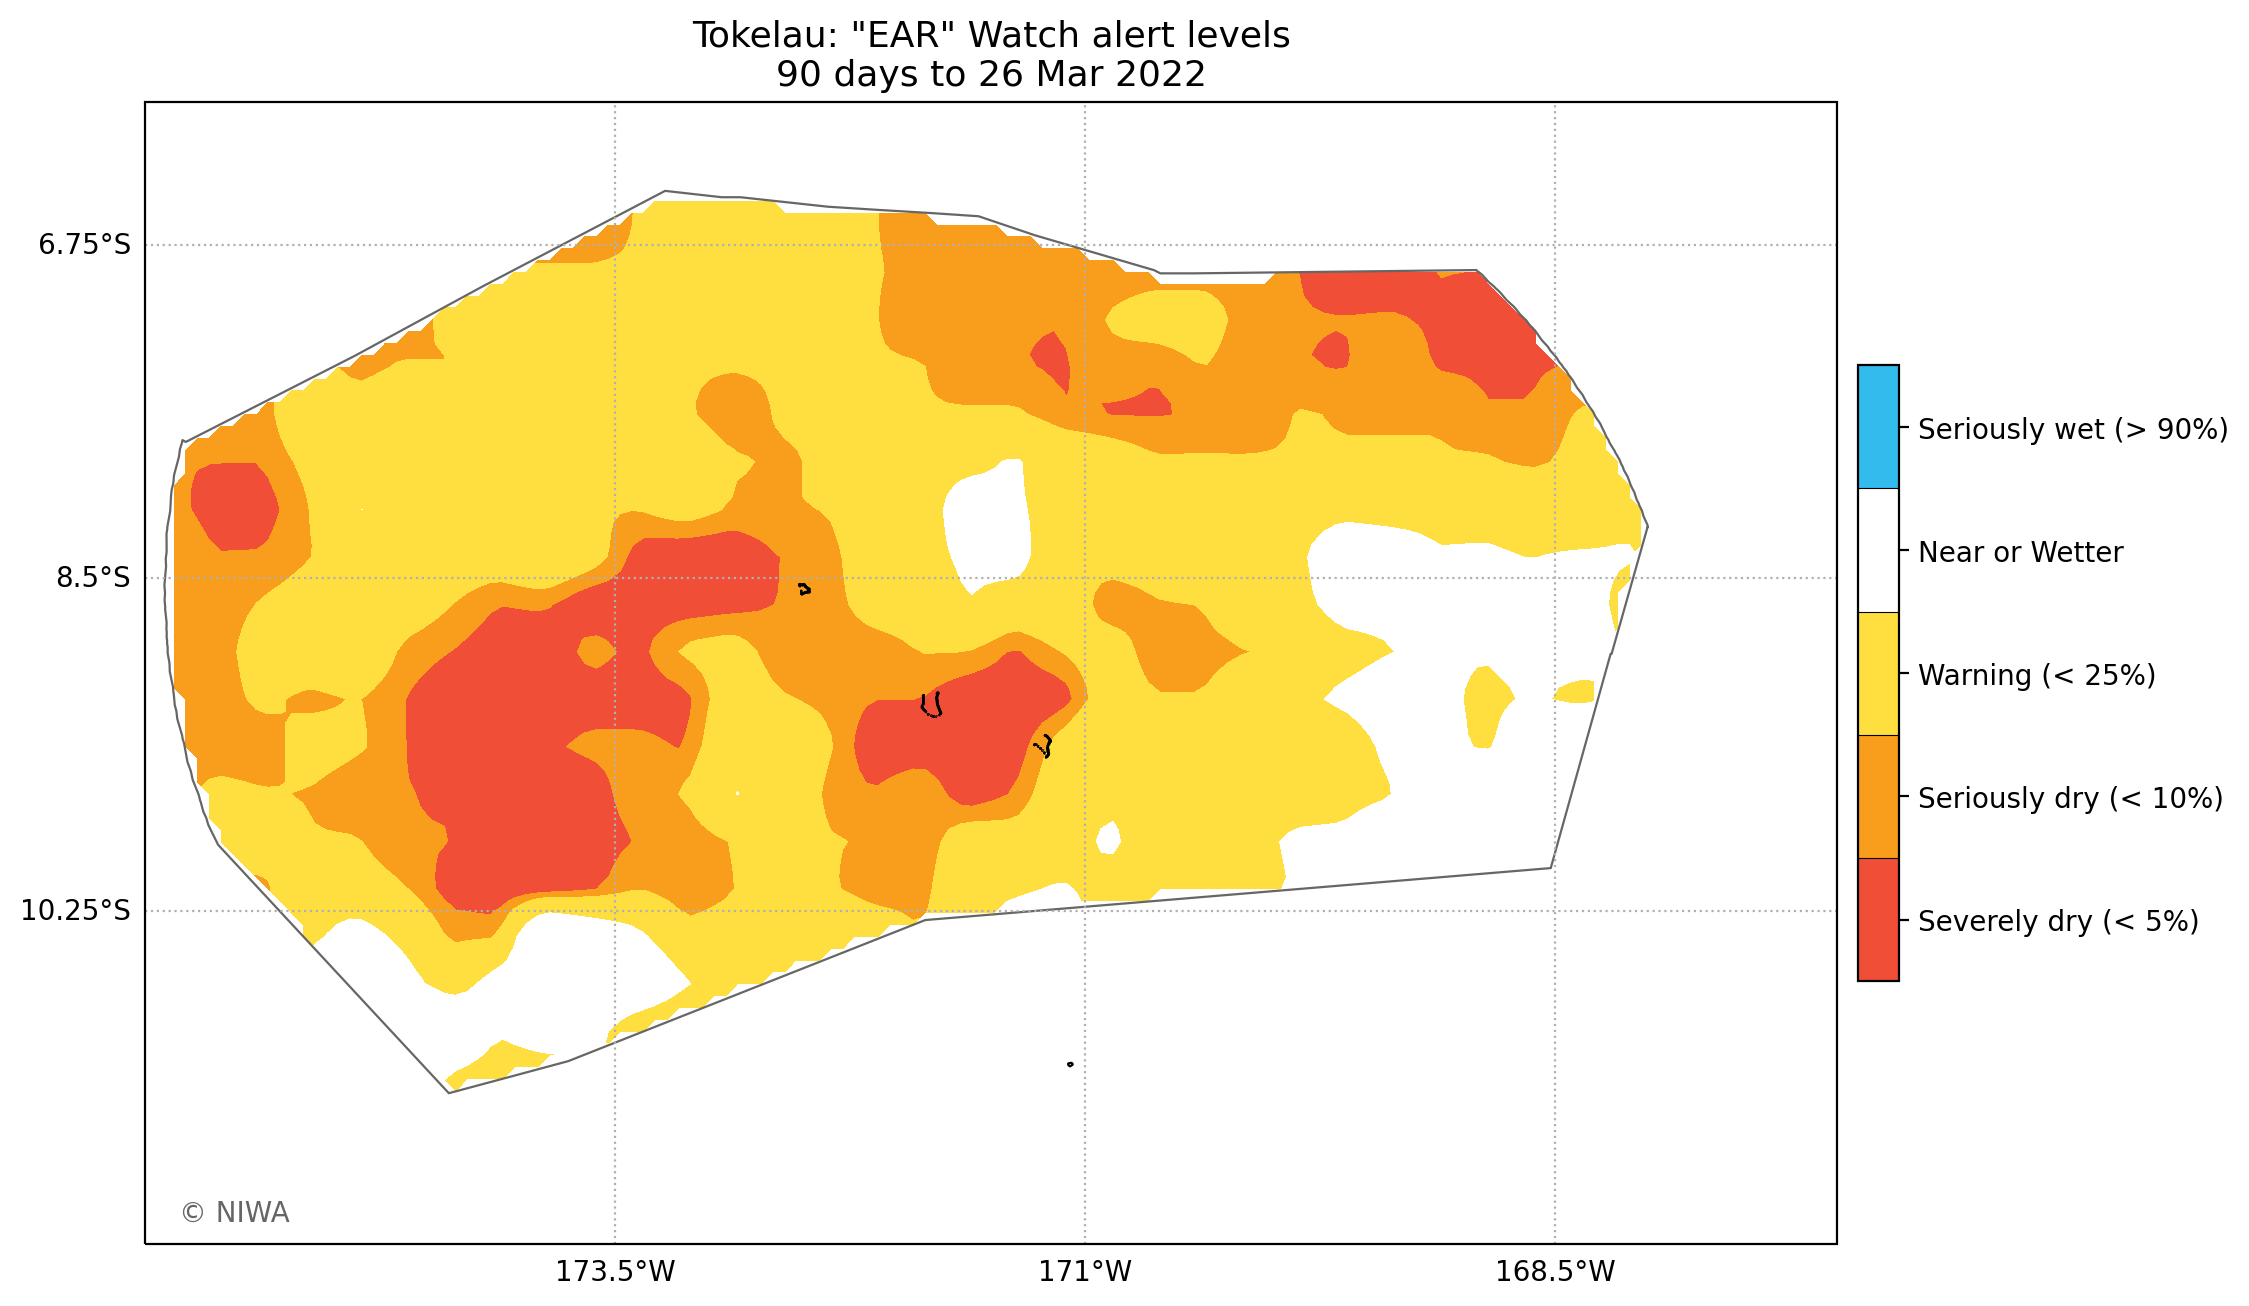 Tokelau: "EAR" Watch alert levels
90 days to 26 Mar 2022
6.75°S
8.5°S
10.25°S
173.5°W
171°W
168.5°W
Seriously wet (> 90%)
Near or Wetter
Warning (< 25%)
Seriously dry (< 10%)
Severely dry (< 5%)
© NIWA